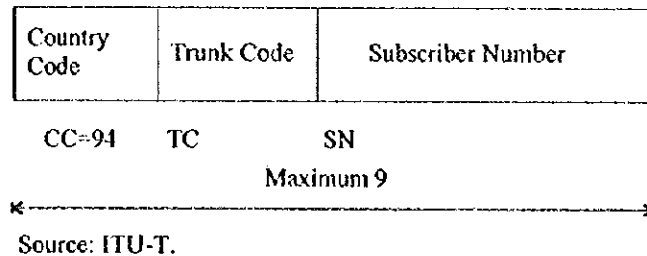 Country Code
Trunk Code
Subscriber Number
CC=94 TC SN
Maximum 9
Source: ITU-T.